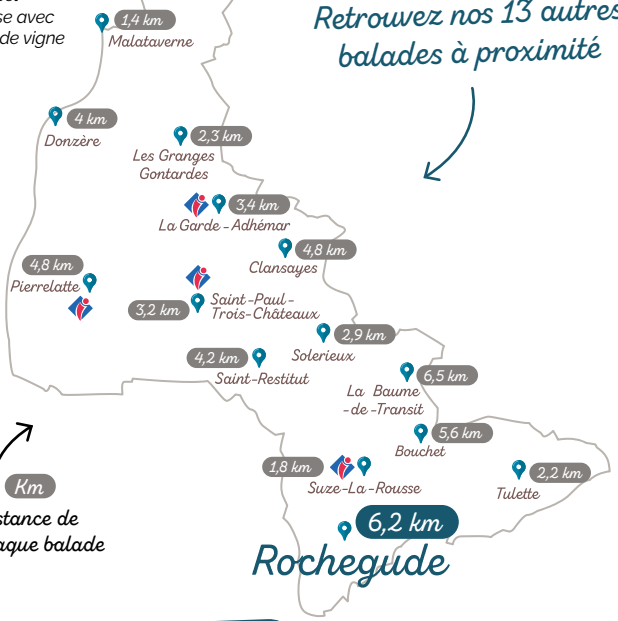 se avec
de vigne
Retrouvez nos 13 autres
balades à proximité
1,4 km
Malataverne
4 km
Donzère
2,3 km
Les Granges
Gontardes
3,4 km
La Garde-Adhémar
4,8 km
Clansayes
4,8 km
Pierrelatte
3,2 km
Saint-Paul-
Trois-Châteaux
2,9 km
Solerieux
4,2 km
Saint-Restitut
6,5 km
La Baume
-de-Transit
5,6 km
Bouchet
1,8 km
Suze-La-Rousse
2,2 km
Tulette
Km
stance de
aque balade
6,2 km
Rochegude